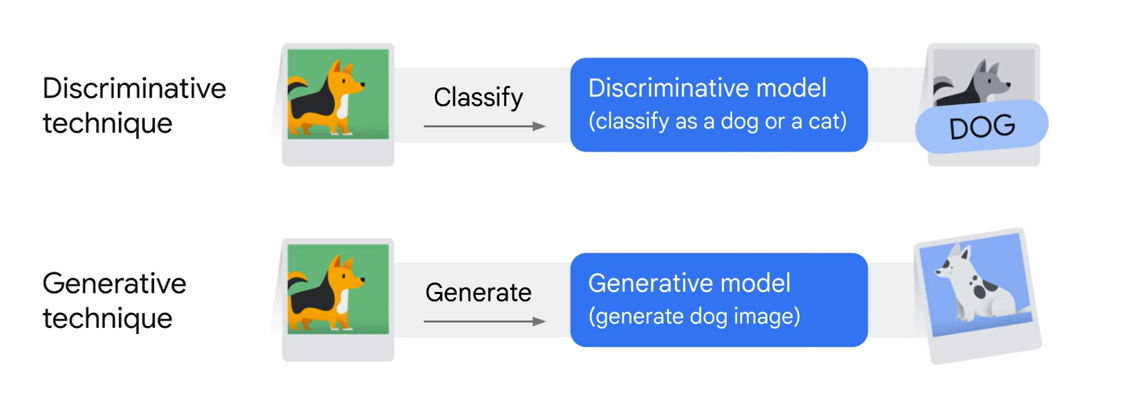 Discriminative
technique
Classify
Discriminative model
(classify as a dog or a cat)
DOG
Generative
technique
Generate
Generative model
(generate dog image)